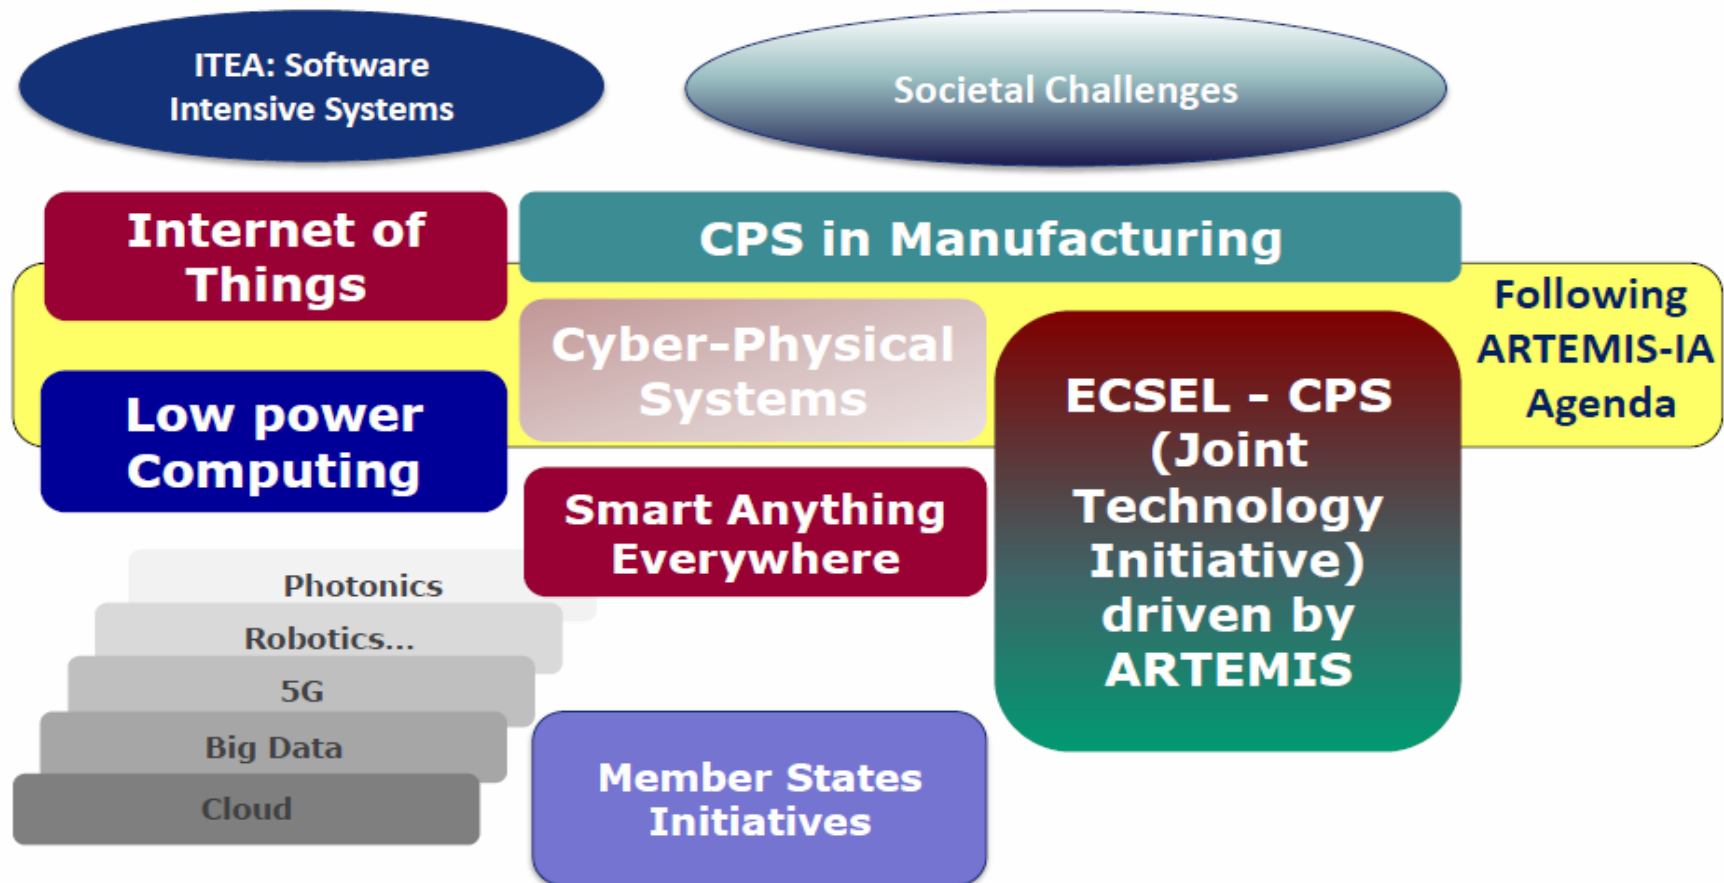 ITEA: Software
Intensive Systems
Societal Challenges
Internet of
Things
CPS in Manufacturing
Following
ARTEMIS-IA
Agenda
Cyber-Physical
Systems
Low power
Computing
ECSEL - CPS
(Joint
Technology
Initiative)
driven by
ARTEMIS
Smart Anything
Everywhere
Photonics
Robotics...
5G
Big Data
Cloud
Member States
Initiatives